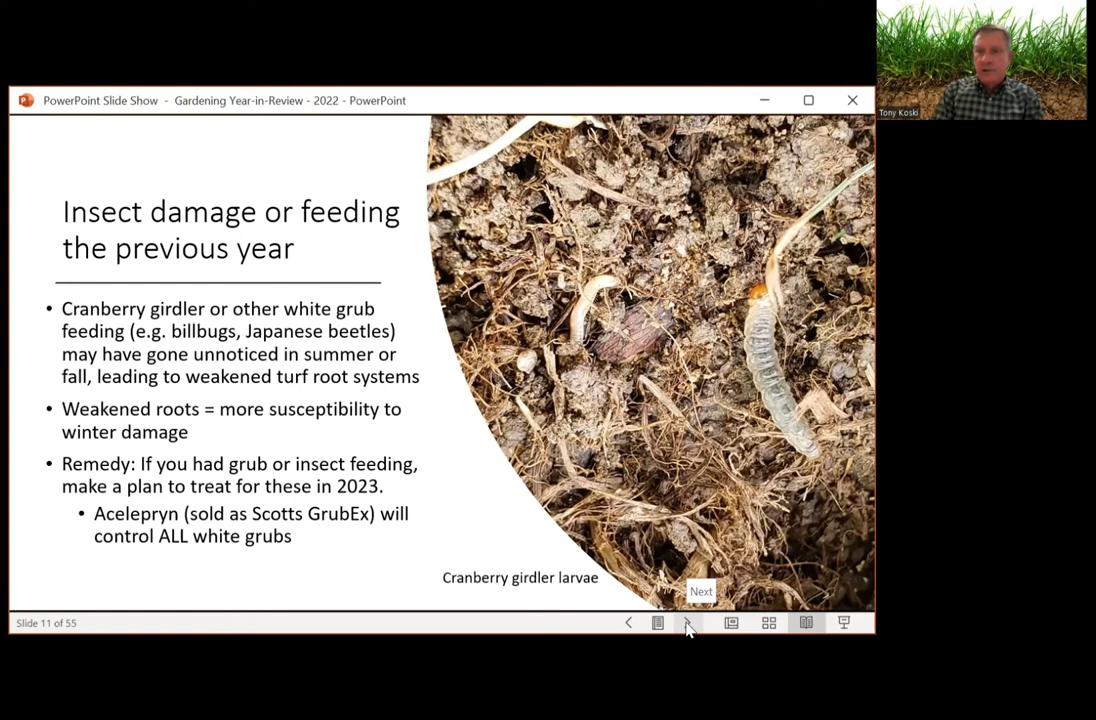 PowerPoint Slide Show - Gardening Year-in-Review - 2022 - PowerPoint
Tony Koski
Insect damage or feeding
the previous year
• Cranberry girdler or other white grub
feeding (e.g. billbugs, Japanese beetles)
may have gone unnoticed in summer or
fall, leading to weakened turf root systems
• Weakened roots = more susceptibility to
winter damage
• Remedy: If you had grub or insect feeding,
make a plan to treat for these in 2023.
• Acelepryn (sold as Scotts GrubEx) will
control ALL white grubs
Cranberry girdler larvae
Next
Slide 11 of 55